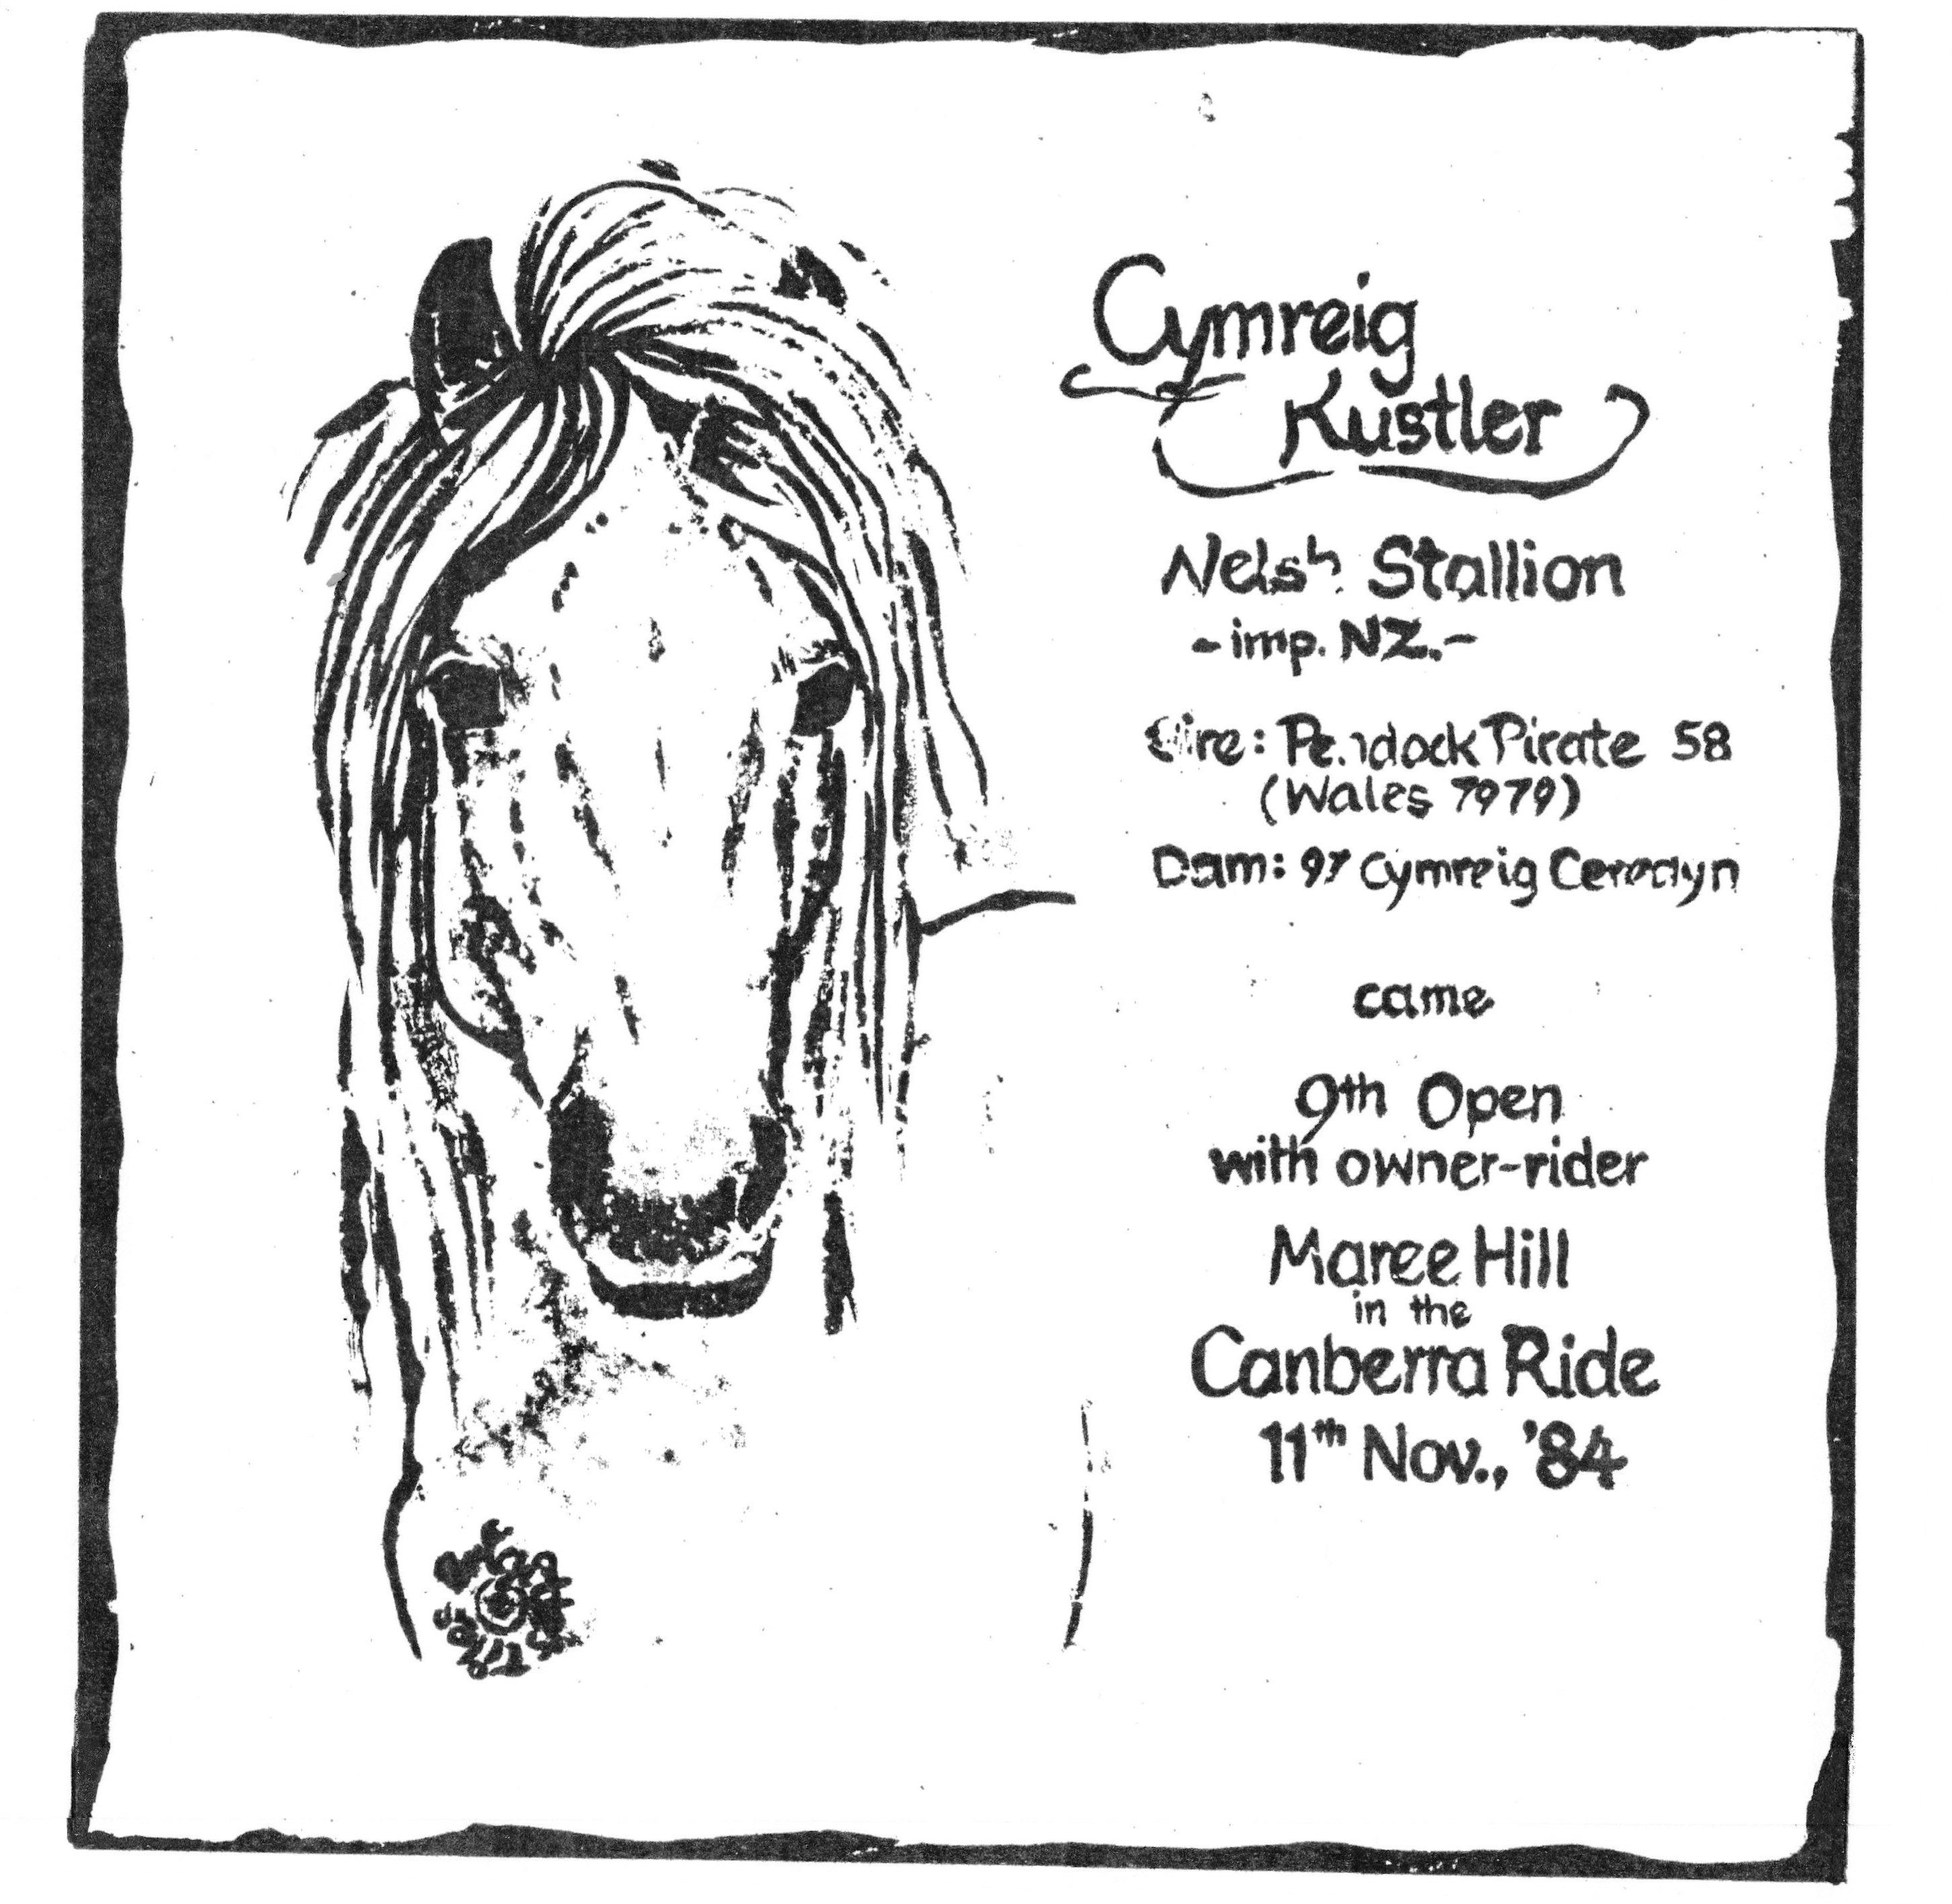 Cymreig
Kustler
Welsh Stallion
- imp. NZ. -
Sire: Pendock Pirate 58
(Wales 7979)
Dam: 97 Cymreig Ceredyn
came
9th Open
with owner-rider
Maree Hill
in the
Canberra Ride
11th Nov., '84